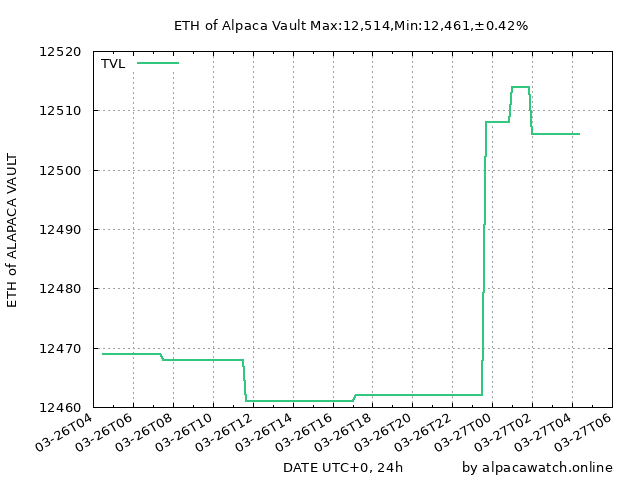 ETH of Alpaca Vault Max:12,514,Min:12,461,±0.42%
TVL
ETH of ALAPACA VAULT
12520
12510
12500
12490
12480
12470
12460
03-26T04
03-26T06
03-26T08
03-26T10
03-26T12
03-26T14
03-26T16
03-26T18
03-26T20
03-26T22
03-27T00
03-27T02
03-27T04
03-27T06
DATE UTC+0, 24h
by alpacawatch.online